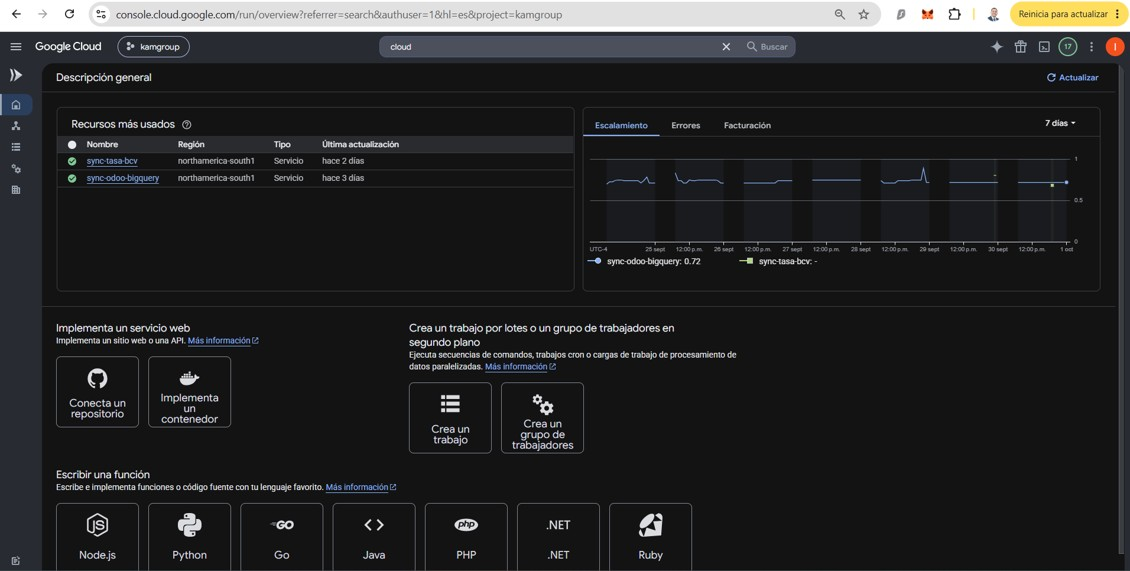 console.cloud.google.com/run/overview?referrer=search&authuser=1&hl=es&project=kamgroup
Reinicia para actualizar
Google Cloud
kamgroup
cloud
Buscar
17
I
Descripción general
Actualizar
Recursos más usados
Nombre Región Tipo Última actualización
sync-tasa-bcv northamerica-south1 Servicio hace 2 días
sync-odoo-bigquery northamerica-south1 Servicio hace 3 días
Escalamiento Errores Facturación
7 días
1
0.5
0
UTC-4 25 sept 12:00 p.m. 26 sept 12:00 p.m. 27 sept 12:00 p.m. 28 sept 12:00 p.m. 29 sept 12:00 p.m. 30 sept 12:00 p.m. 1 oct
sync-odoo-bigquery: 0.72 sync-tasa-bcv: -
Implementa un servicio web
Implementa un sitio web o una API. Más información
Conecta un
repositorio
Implementa
un
contenedor
Crea un trabajo por lotes o un grupo de trabajadores en
segundo plano
Ejecuta secuencias de comandos, trabajos cron o cargas de trabajo de procesamiento de
datos paralelizadas. Más información
Crea un
trabajo
Crea un
grupo de
trabajadores
Escribir una función
Escribe e implementa funciones o código fuente con tu lenguaje favorito. Más información
JS
GO
php
.NET
Node.js Python Go Java PHP .NET Ruby